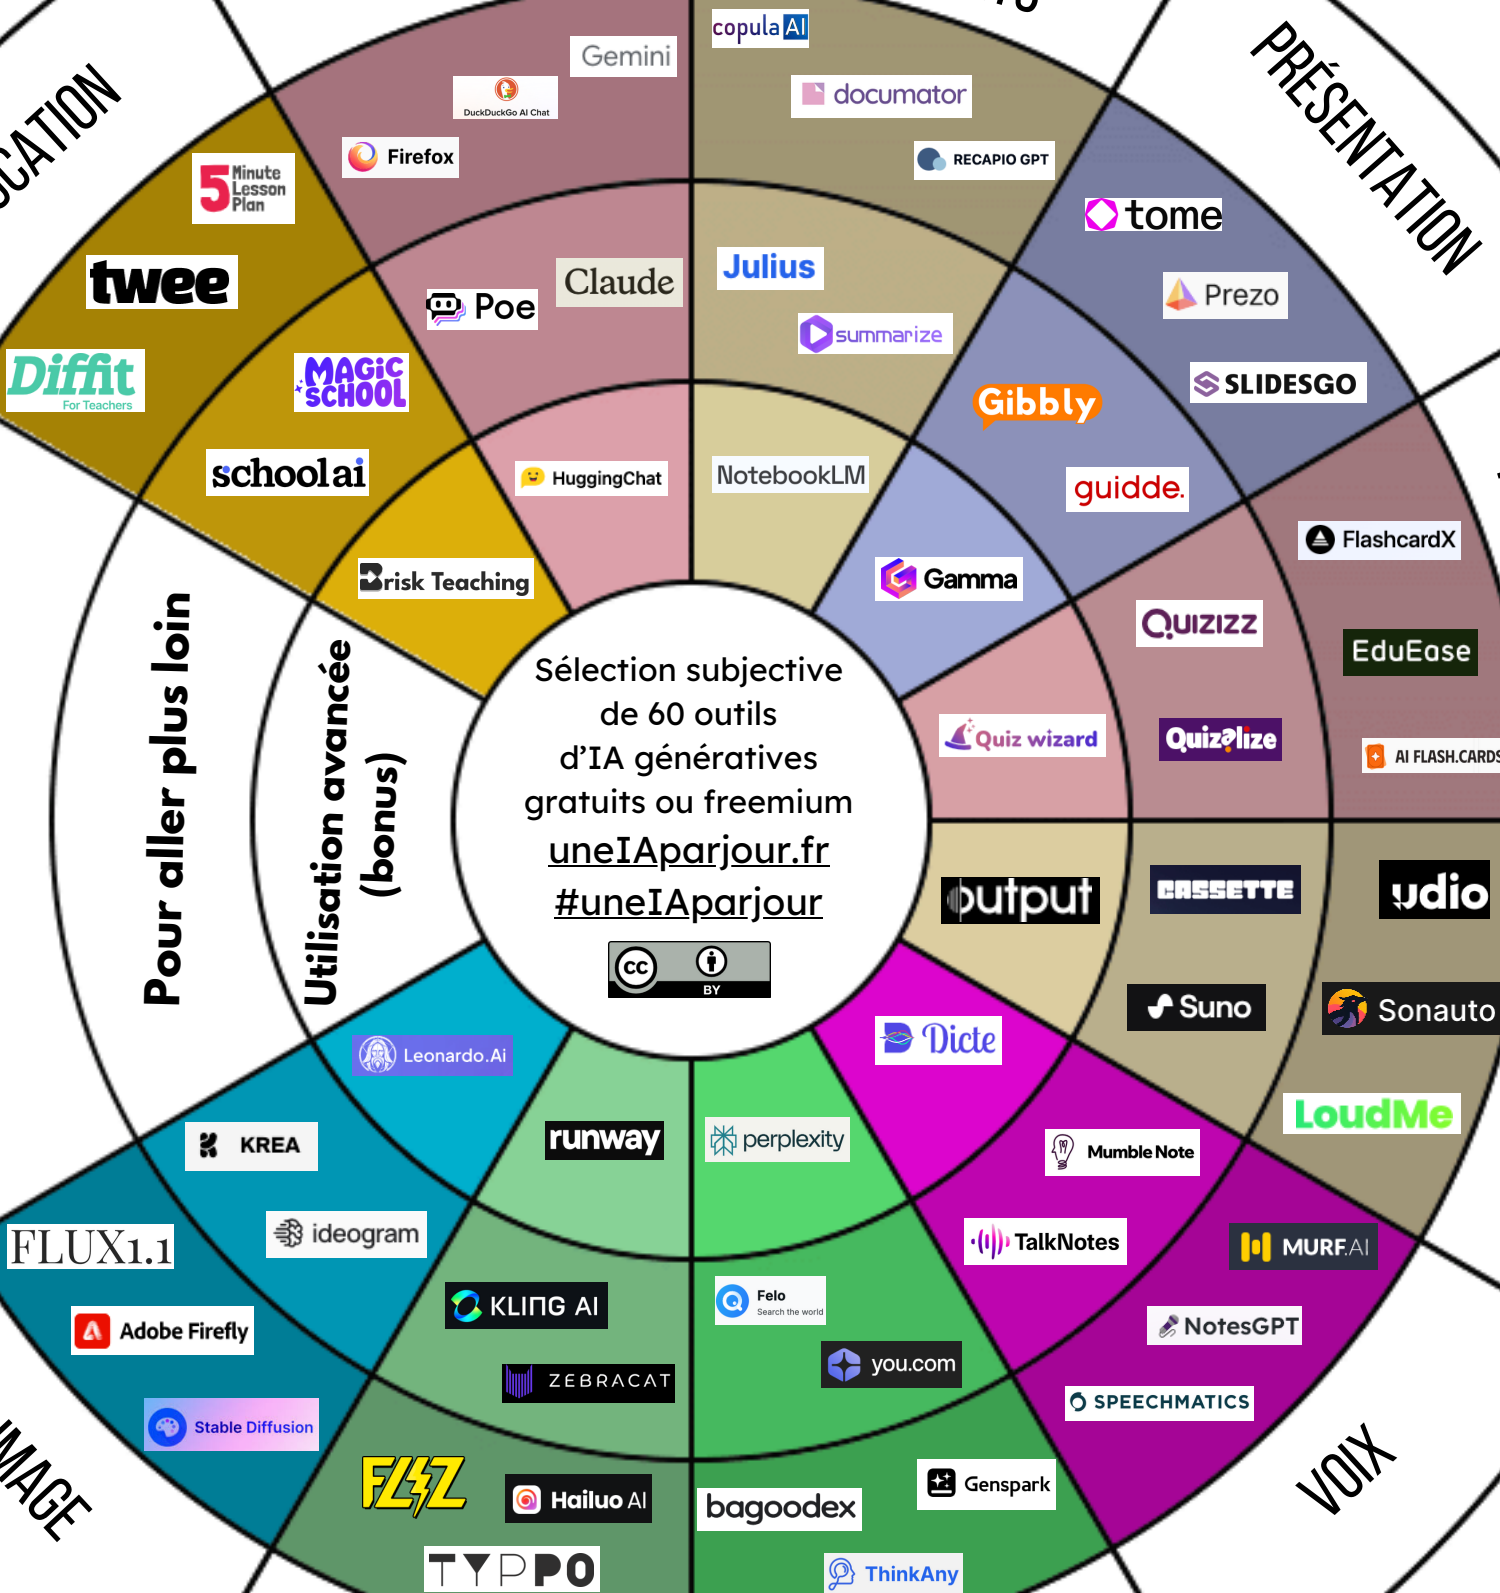 copula AI
Gemini
documator
DuckDuckGo AI Chat
Firefox
RECAPIO GPT
PRÉSENTATION
5 Minute
Lesson
Plan
tome
twee
Julius
Claude
Prezo
Poe
summarize
Diffit
For Teachers
MAGIC
SCHOOL
SLIDESGO
Gibbly
schoolai
HuggingChat
NotebookLM
guidde.
FlashcardX
Brisk Teaching
Gamma
QUIZIZZ
EduEase
Quiz wizard
Quizalize
AI FLASH.CARDS
Pour aller plus loin
Utilisation avancée
(bonus)
Sélection subjective
de 60 outils
d’IA génératives
gratuits ou freemium
uneIAparjour.fr
#uneIAparjour
cc
BY
output
CASSETTE
udio
Suno
Sonauto
Dicte
Leonardo.Ai
LoudMe
KREA
runway
perplexity
Mumble Note
FLUX1.1
ideogram
TalkNotes
MURF.AI
KLING AI
Felo
Search the world
Adobe Firefly
NotesGPT
ZEBRACAT
you.com
SPEECHMATICS
Stable Diffusion
FLIZ
Hailuo AI
bagoodex
Genspark
TYPPO
ThinkAny
VOIX